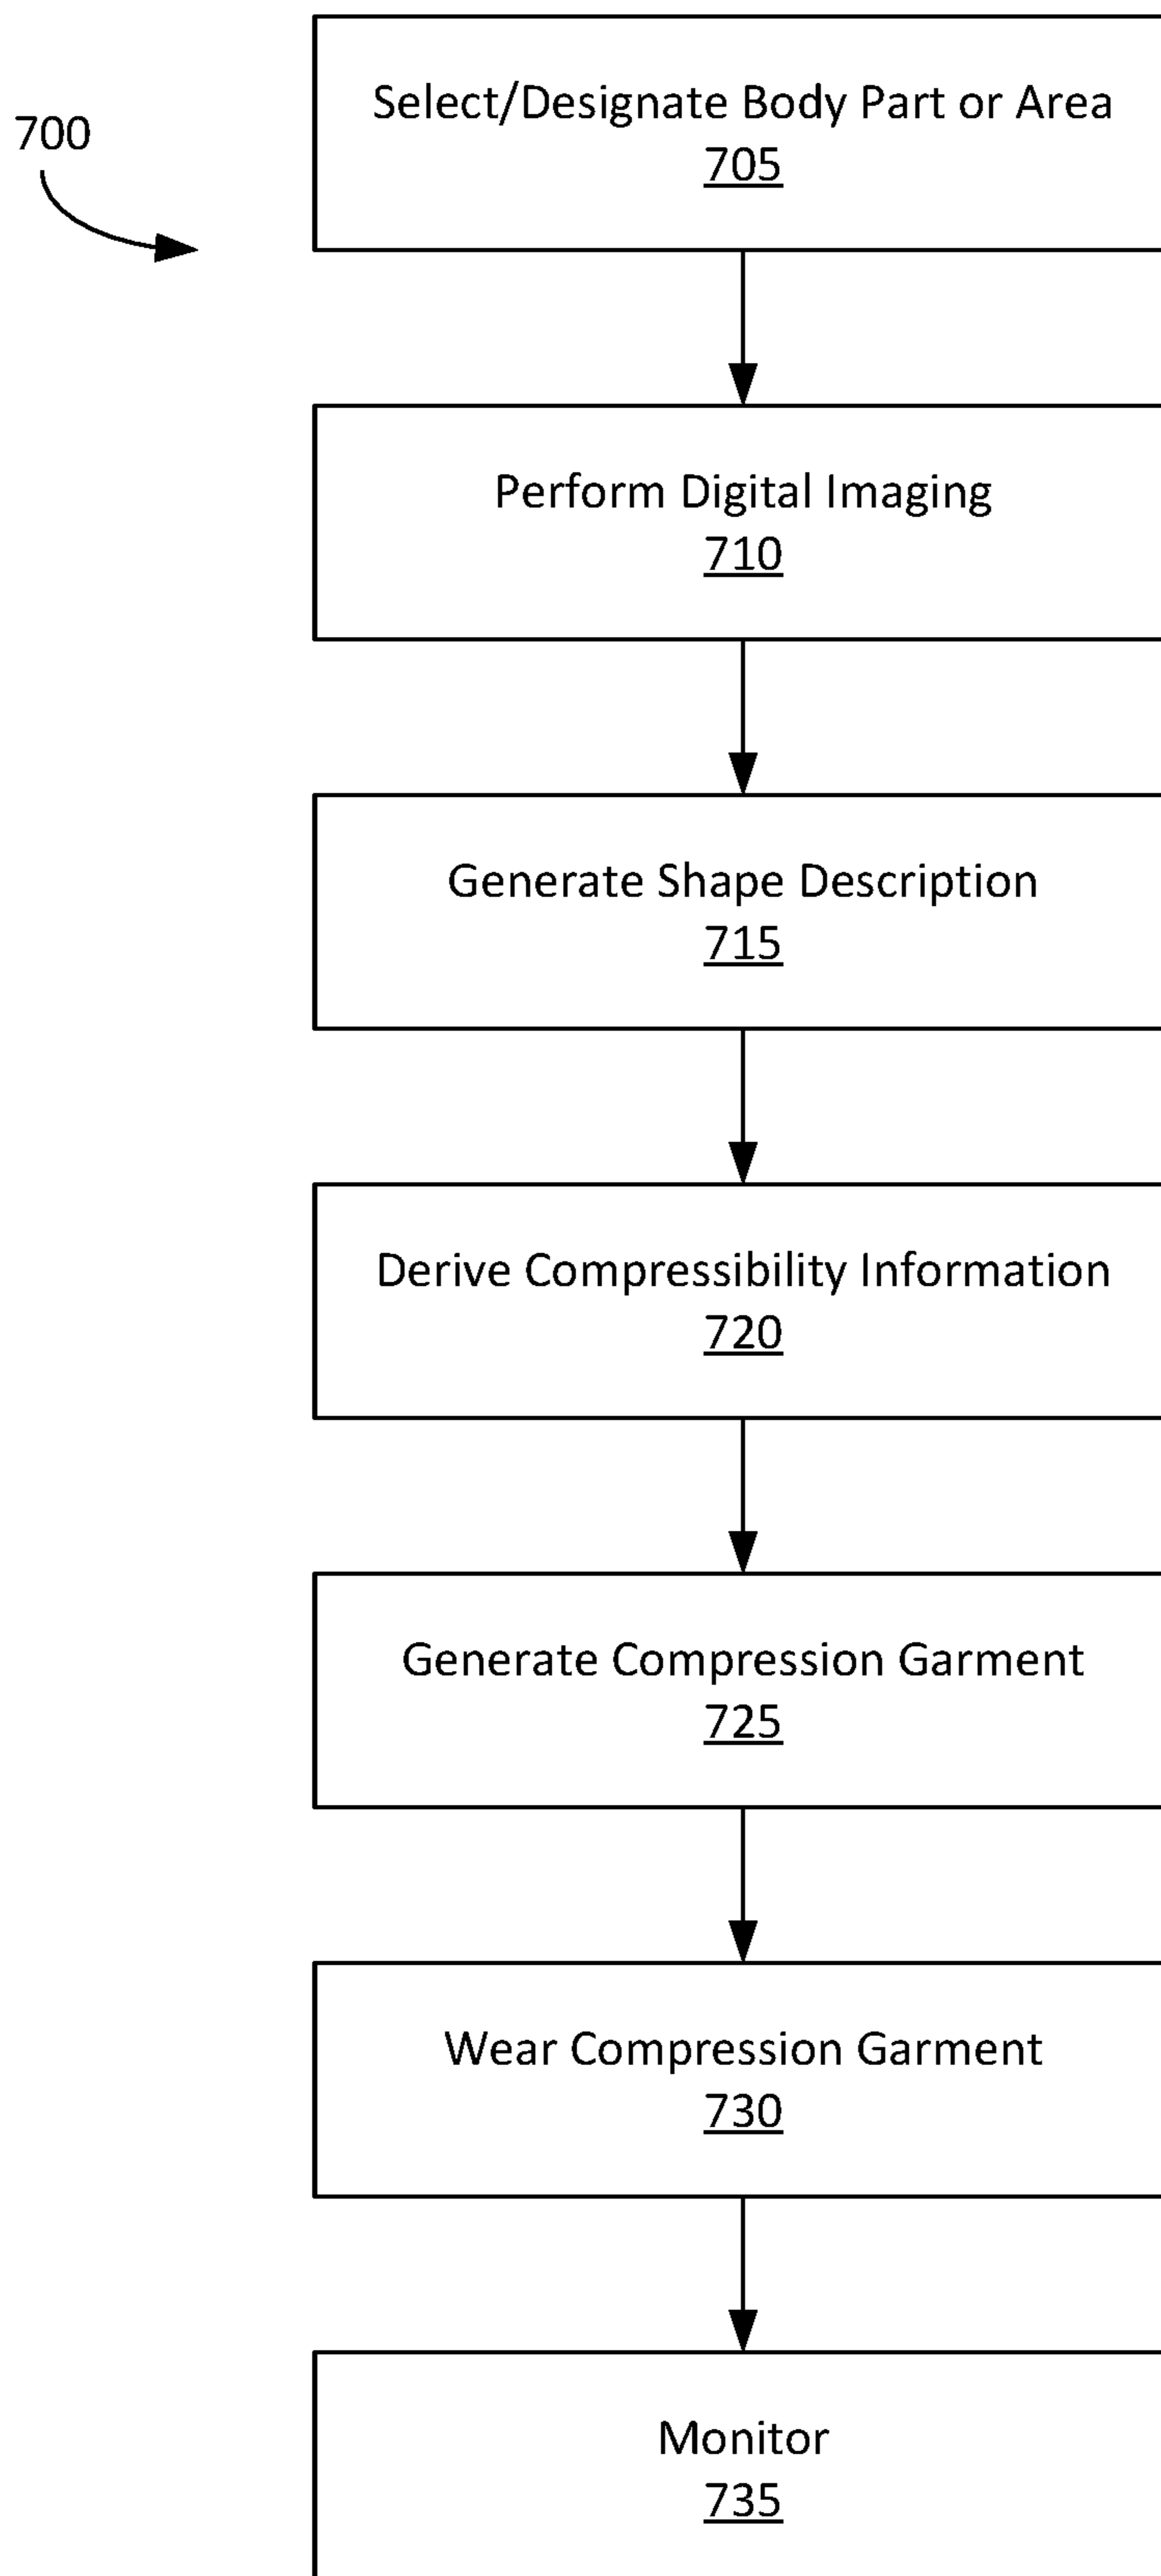 700
Select/Designate Body Part or Area
705
Perform Digital Imaging
710
Generate Shape Description
715
Derive Compressibility Information
720
Generate Compression Garment
725
Wear Compression Garment
730
Monitor
735